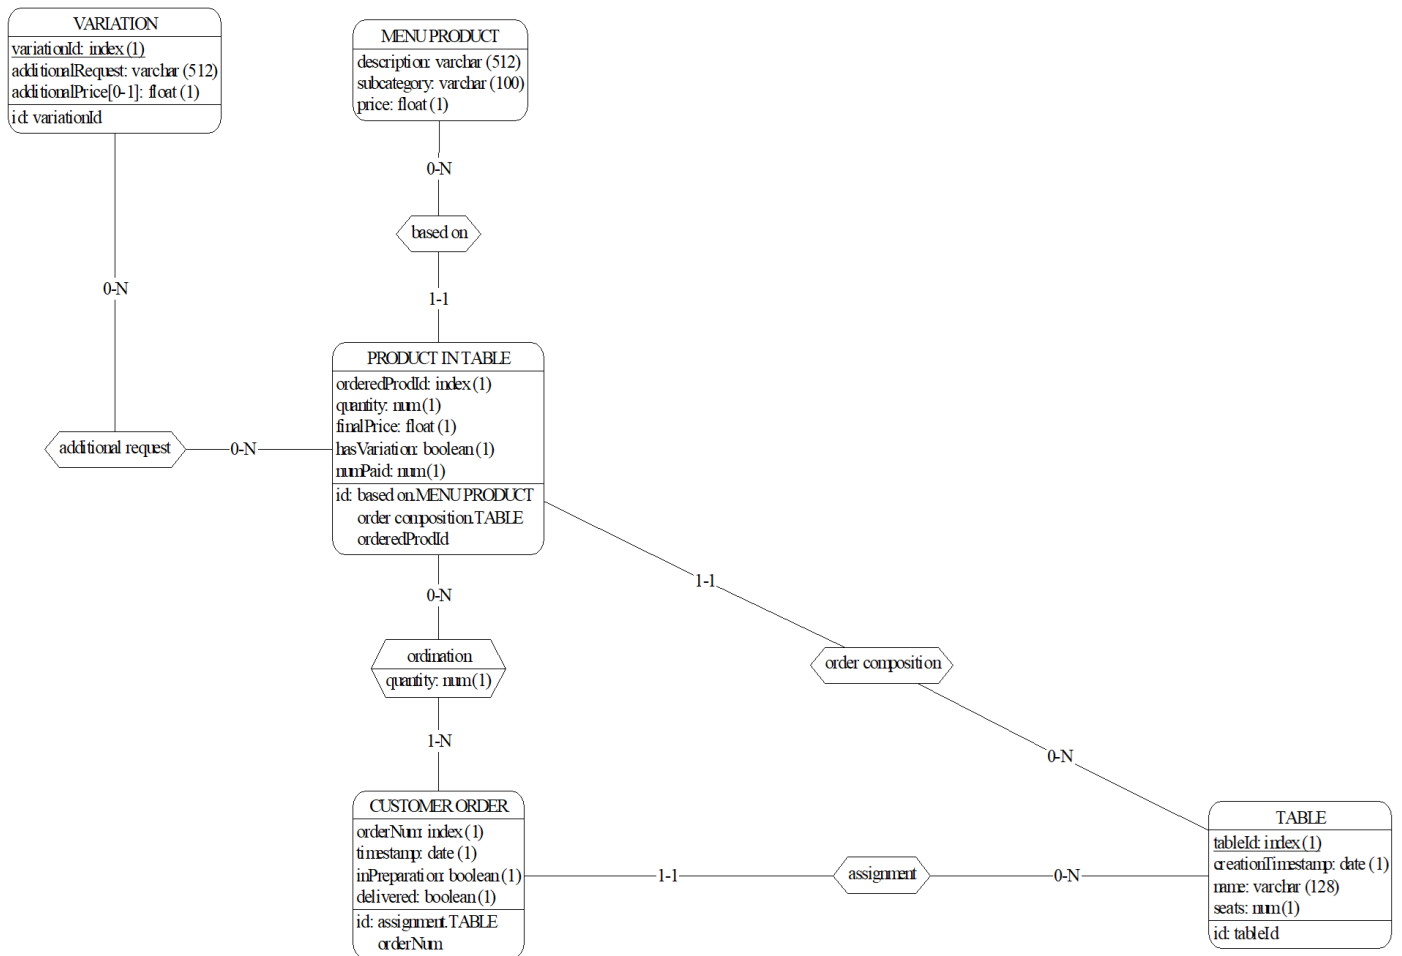 VARIATION
variationId: index (1)
additionalRequest: varchar (512)
additionalPrice[0-1]: float (1)
id: variationId
MENU PRODUCT
description: varchar (512)
subcategory: varchar (100)
price: float (1)
0-N
based on
1-1
0-N
PRODUCT IN TABLE
orderedProdId: index (1)
quantity: num (1)
finalPrice: float (1)
hasVariation: boolean (1)
numPaid: num (1)
id: based on.MENU PRODUCT
order composition.TABLE
orderedProdId
additional request
0-N
0-N
1-1
ordination
quantity: num (1)
order composition
1-N
0-N
CUSTOMER ORDER
orderNum: index (1)
timestamp: date (1)
inPreparation: boolean (1)
delivered: boolean (1)
id: assignment.TABLE
orderNum
1-1
assignment
0-N
TABLE
tableId: index (1)
creationTimestamp: date (1)
name: varchar (128)
seats: num (1)
id: tableId